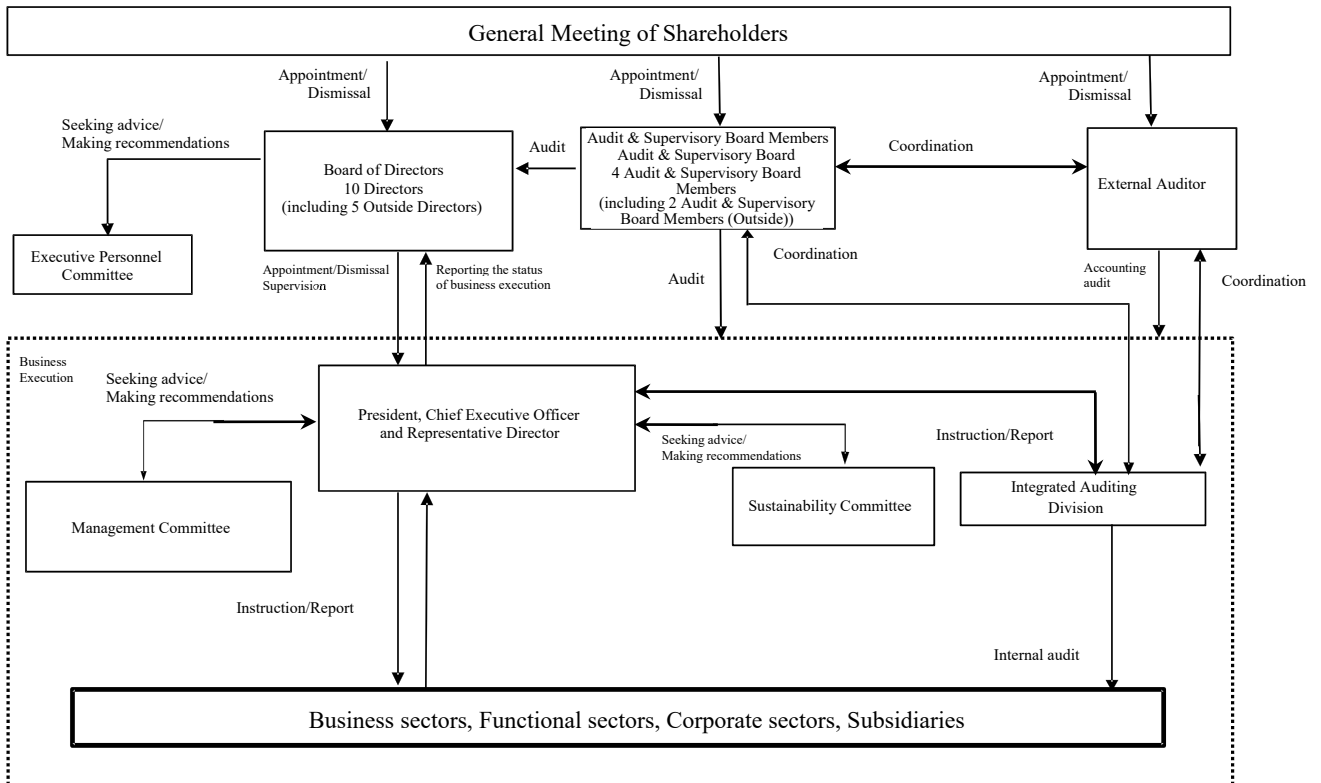 General Meeting of Shareholders
Appointment/
Dismissal
Appointment/
Dismissal
Appointment/
Dismissal
Seeking advice/
Making recommendations
Board of Directors
10 Directors
(including 5 Outside Directors)
Audit
Audit & Supervisory Board Members
Audit & Supervisory Board
4 Audit & Supervisory Board
Members
(including 2 Audit & Supervisory
Board Members (Outside))
Coordination
External Auditor
Executive Personnel
Committee
Appointment/Dismissal
Supervision
Reporting the status
of business execution
Audit
Coordination
Accounting
audit
Coordination
Business
Execution
Seeking advice/
Making recommendations
President, Chief Executive Officer
and Representative Director
Seeking advice/
Making recommendations
Instruction/Report
Management Committee
Sustainability Committee
Integrated Auditing
Division
Instruction/Report
Internal audit
Business sectors, Functional sectors, Corporate sectors, Subsidiaries